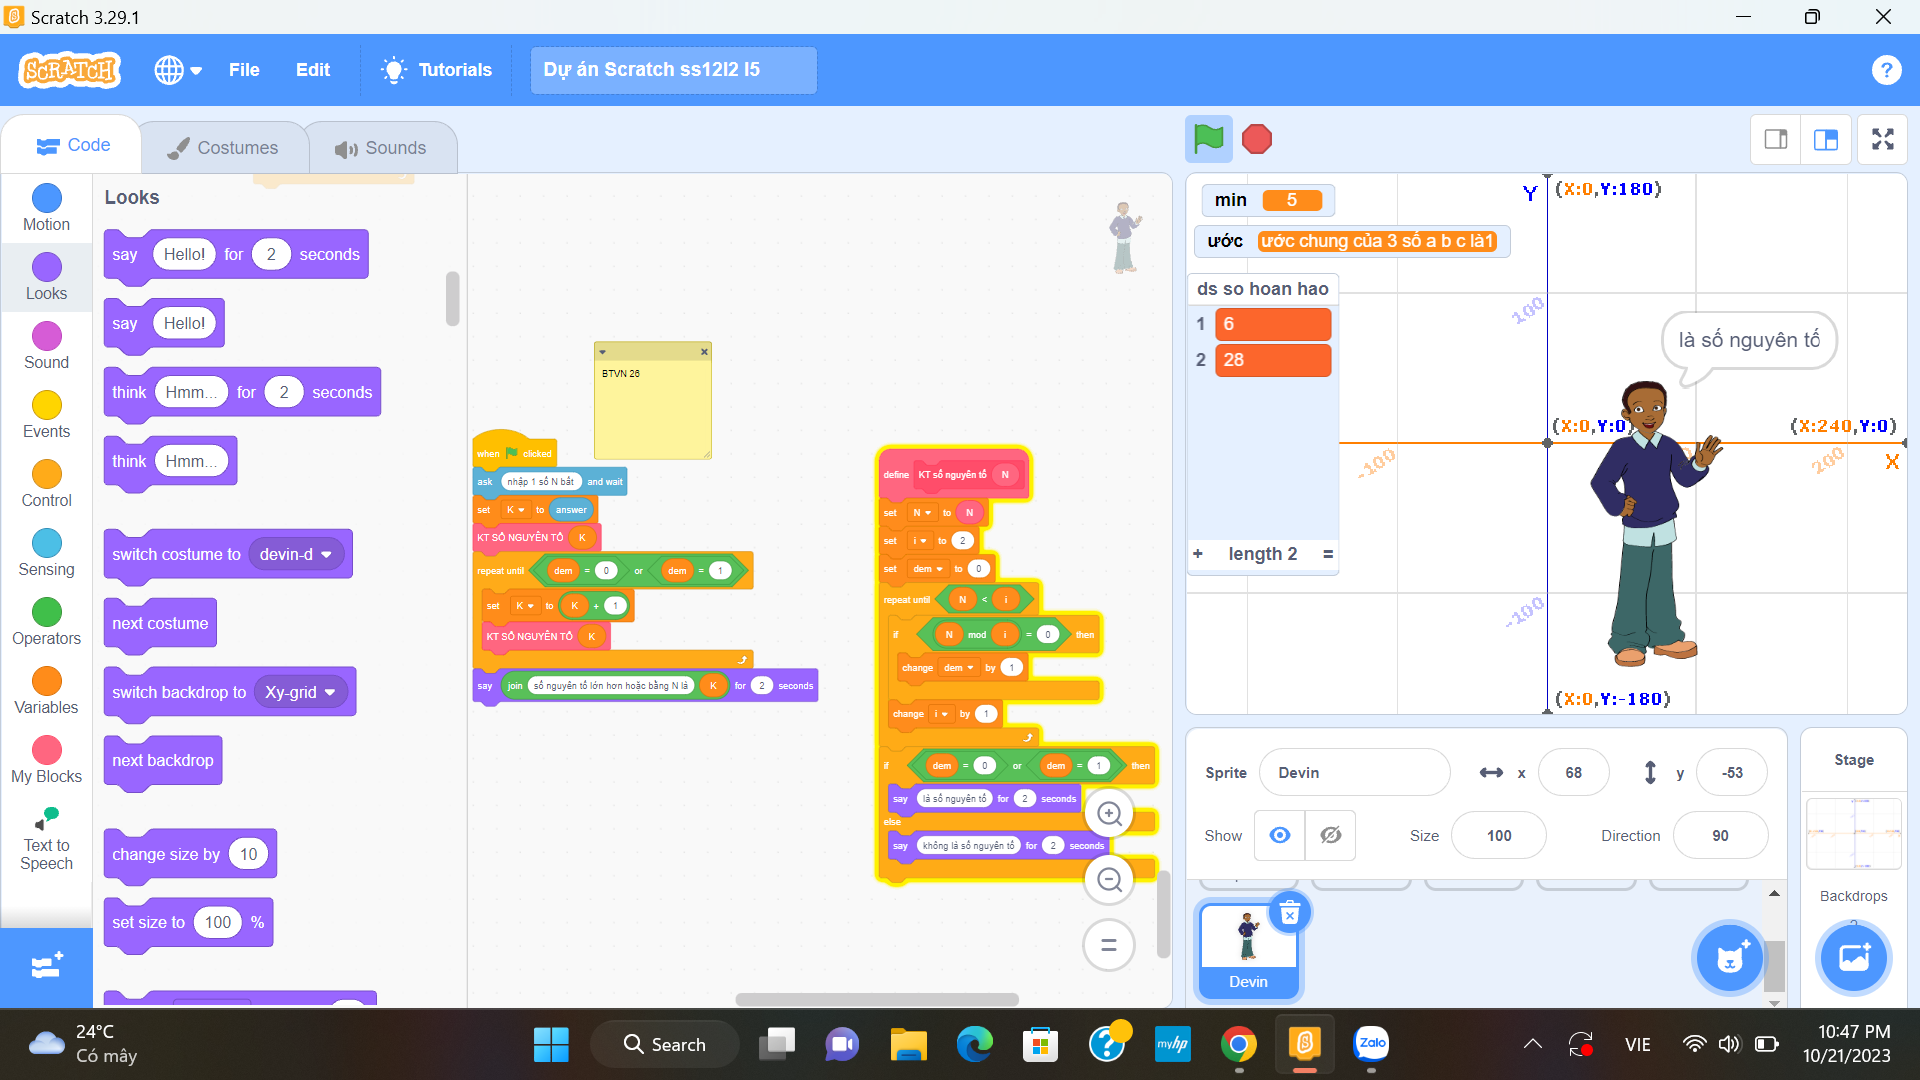 Scratch 3.29.1
SCRATCH
File
Edit
Tutorials
Dự án Scratch ss12l2 l5
?
Code
Costumes
Sounds
Motion
Looks
Sound
Events
Control
Sensing
Operators
Variables
My Blocks
Text to
Speech
Looks
say Hello! for 2 seconds
say Hello!
think Hmm... for 2 seconds
think Hmm...
switch costume to devin-d
next costume
switch backdrop to Xy-grid
next backdrop
change size by 10
set size to 100 %
BTVN 26
when clicked
ask nhập 1 số N bất and wait
set K to answer
KT SỐ NGUYÊN TỐ K
repeat until dem = 0 or dem = 1
set K to K + 1
KT SỐ NGUYÊN TỐ K
say join số nguyên tố lớn hơn hoặc bằng N là K for 2 seconds
define KT số nguyên tố N
set N to N
set i to 2
set dem to 0
repeat until N < i
if N mod i = 0 then
change dem by 1
change i by 1
if dem = 0 or dem = 1 then
say là số nguyên tố for 2 seconds
else
say không là số nguyên tố for 2 seconds
min 5
ước ước chung của 3 số a b c là1
ds so hoan hao
1 6
2 28
+ length 2 =
Y (X:0,Y:180)
100
là số nguyên tố
(X:0,Y:0)
(X:240,Y:0)
-100
200
X
-100
(X:0,Y:-180)
Sprite Devin x 68 y -53
Show Size 100 Direction 90
Devin
Stage
Backdrops
24°C
Có mây
Search
myhp
Zalo
VIE
10:47 PM
10/21/2023